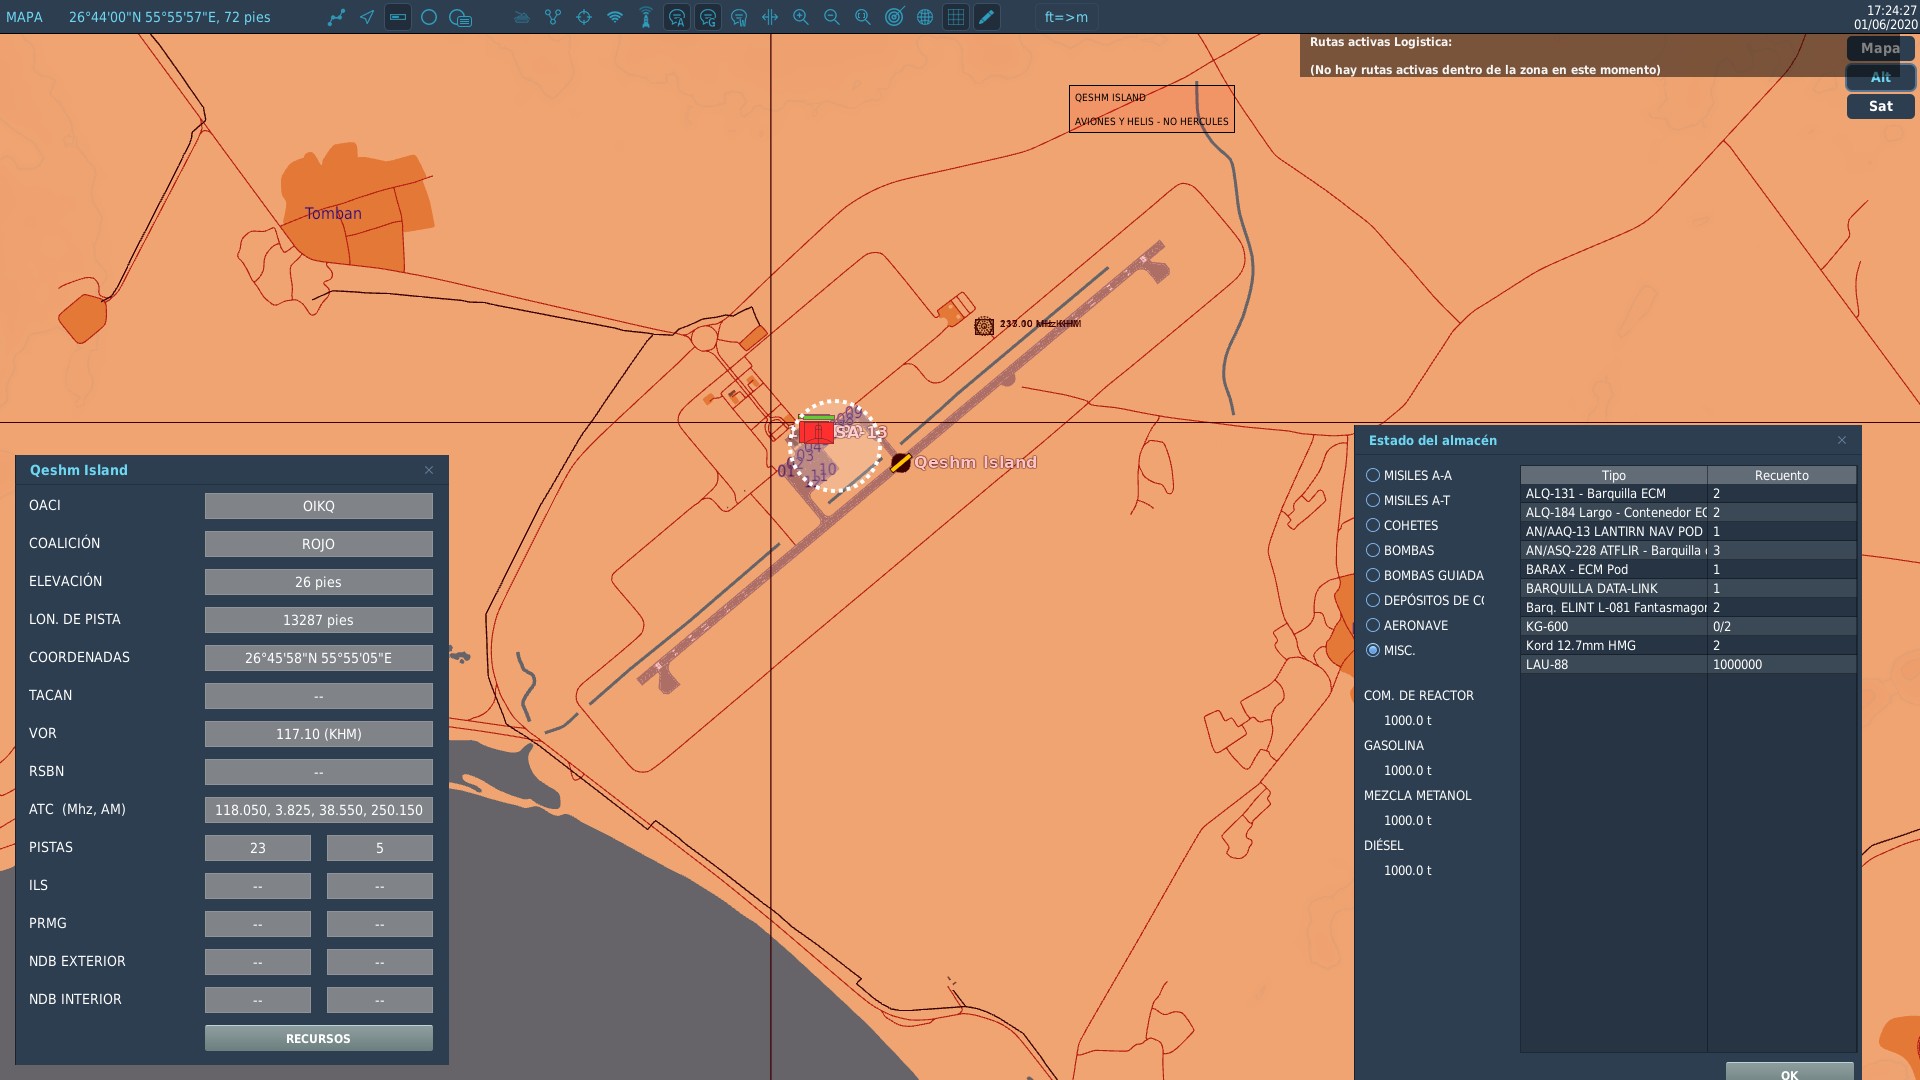 MAPA 26°44'00"N 55°55'57"E, 72 pies
ft=>m
17:24:27
01/06/2020
Rutas activas Logistica:
(No hay rutas activas dentro de la zona en este momento)
Mapa
Alt
Sat
QESHM ISLAND
AVIONES Y HELIS - NO HERCULES
Tomban
SA-13
09
08
04
03
01
10
11
Qeshm Island
Qeshm Island
OACI OIKQ
COALICIÓN ROJO
ELEVACIÓN 26 pies
LON. DE PISTA 13287 pies
COORDENADAS 26°45'58"N 55°55'05"E
TACAN --
VOR 117.10 (KHM)
RSBN --
ATC (Mhz, AM) 118.050, 3.825, 38.550, 250.150
PISTAS 23 5
ILS -- --
PRMG -- --
NDB EXTERIOR -- --
NDB INTERIOR -- --
RECURSOS
Estado del almacén
MISILES A-A
MISILES A-T
COHETES
BOMBAS
BOMBAS GUIADA
DEPÓSITOS DE CO
AERONAVE
MISC.
COM. DE REACTOR
1000.0 t
GASOLINA
1000.0 t
MEZCLA METANOL
1000.0 t
DIÉSEL
1000.0 t
Tipo Recuento
ALQ-131 - Barquilla ECM 2
ALQ-184 Largo - Contenedor EC 2
AN/AAQ-13 LANTIRN NAV POD 1
AN/ASQ-228 ATFLIR - Barquilla 3
BARAX - ECM Pod 1
BARQUILLA DATA-LINK 1
Barq. ELINT L-081 Fantasmagor 2
KG-600 0/2
Kord 12.7mm HMG 2
LAU-88 1000000
OK